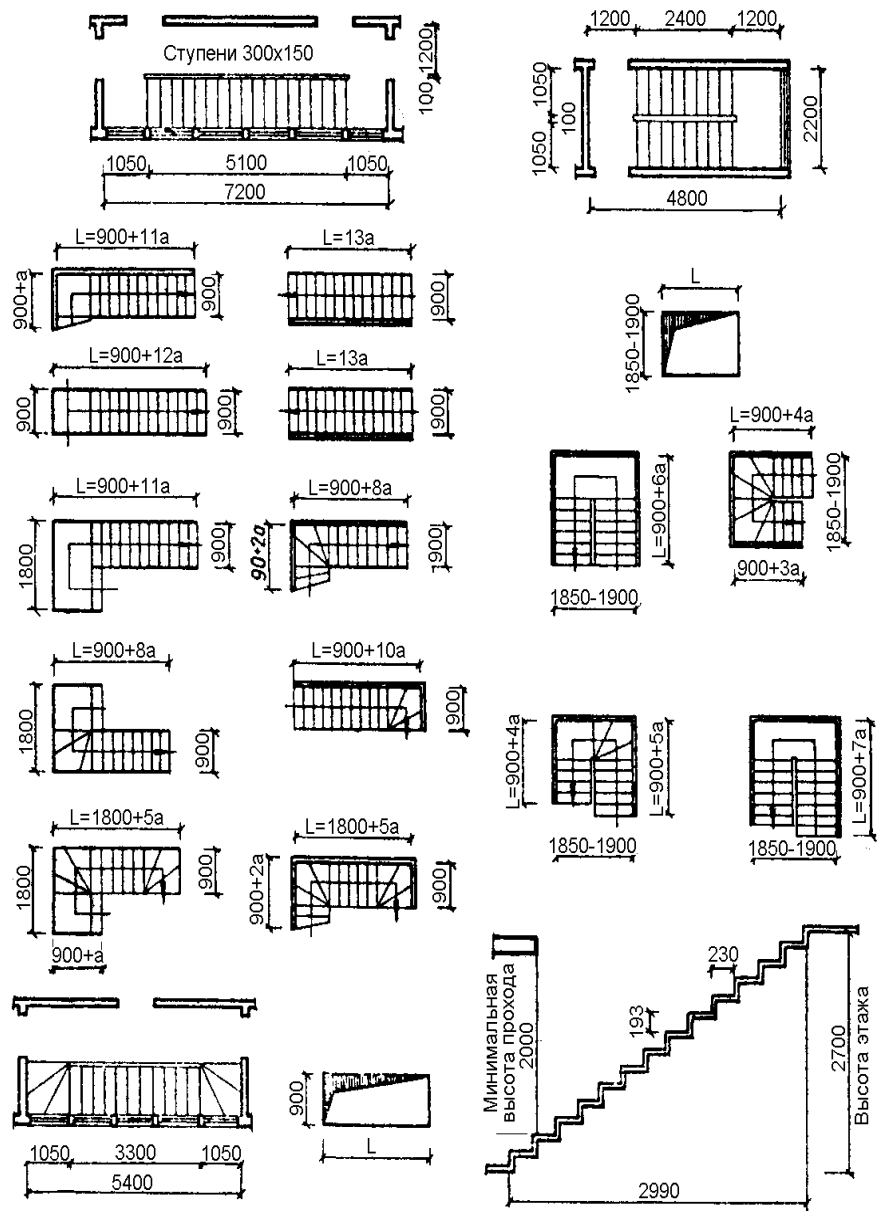 Ступени 300х150
1200
100
1050
5100
1050
7200
1200
2400
1200
1050
100
1050
2200
4800
L=900+11a
900+a
900
L=13a
900
L
1850-1900
L=900+12a
900
900
L=13a
900
L=900+4a
L=900+6a
1850-1900
900+3a
1850-1900
L=900+11a
1800
900
L=900+8a
90+2a
900
L=900+8a
1800
900
L=900+10a
900
L=900+4a
L=900+5a
1850-1900
L=900+7a
1850-1900
L=1800+5a
1800
900
900+a
L=1800+5a
900+2a
900
Минимальная
высота прохода
2000
230
193
2700
Высота этажа
2990
1050
3300
1050
5400
900
L